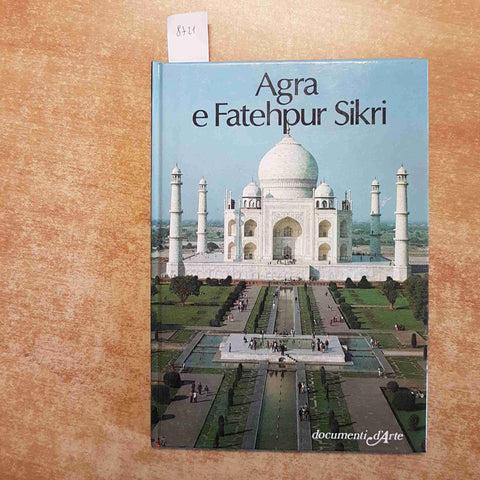 8721
Agra
e Fatehpur Sikri
documenti d'Arte